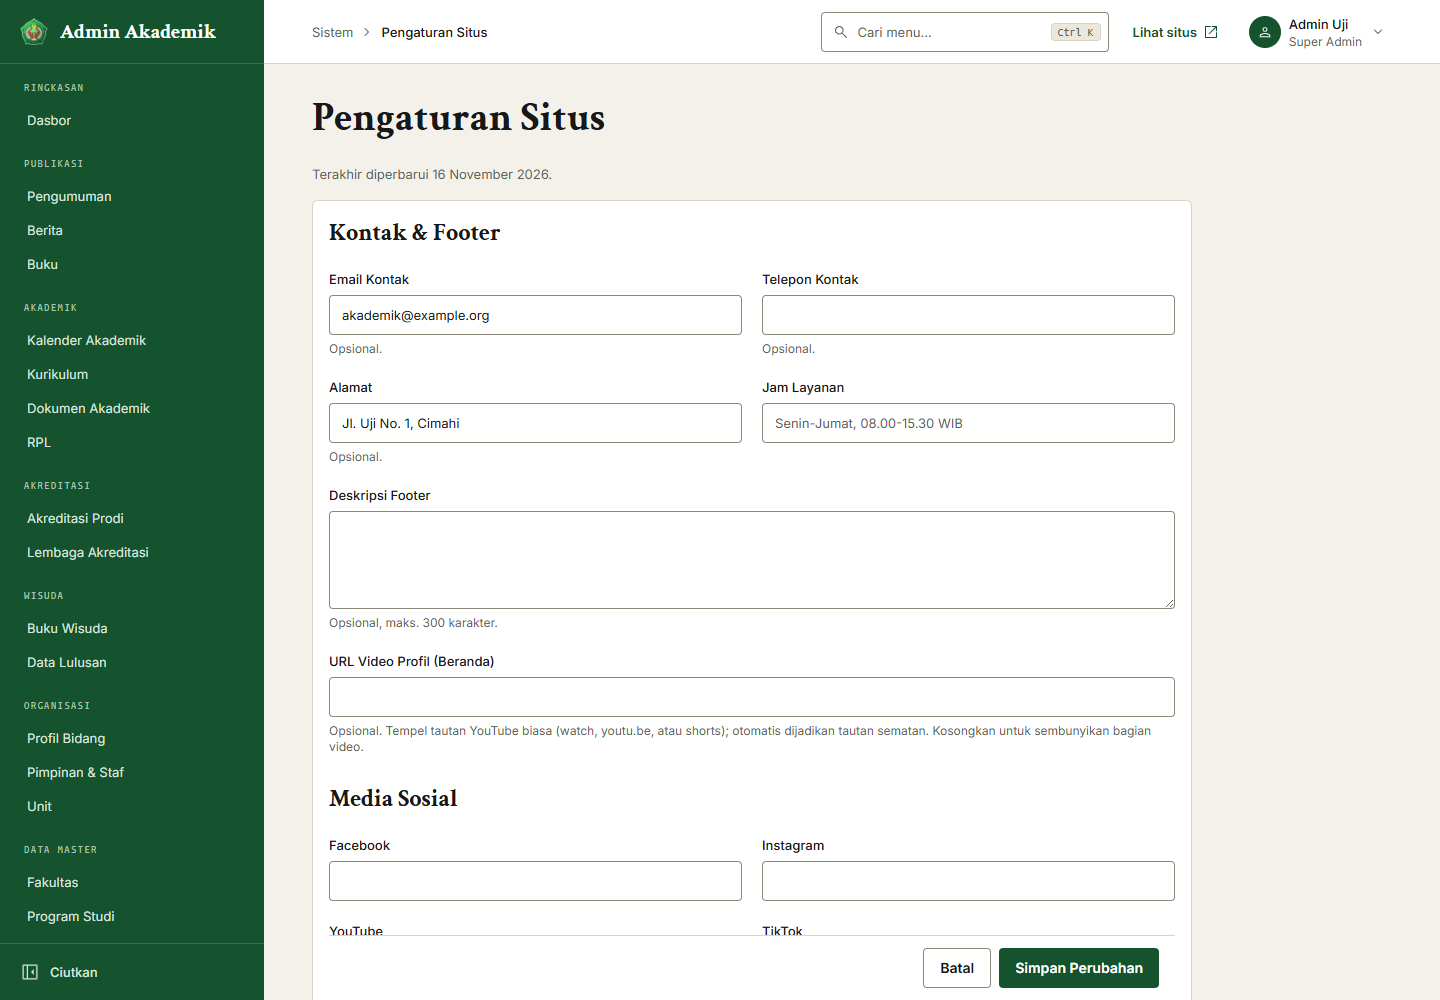 Admin Akademik
Sistem > Pengaturan Situs
Cari menu...
Ctrl K
Lihat situs
Admin Uji
Super Admin
RINGKASAN
Dasbor
PUBLIKASI
Pengumuman
Berita
Buku
AKADEMIK
Kalender Akademik
Kurikulum
Dokumen Akademik
RPL
AKREDITASI
Akreditasi Prodi
Lembaga Akreditasi
WISUDA
Buku Wisuda
Data Lulusan
ORGANISASI
Profil Bidang
Pimpinan & Staf
Unit
DATA MASTER
Fakultas
Program Studi
Ciutkan
Pengaturan Situs
Terakhir diperbarui 16 November 2026.
Kontak & Footer
Email Kontak
akademik@example.org
Opsional.
Telepon Kontak
Opsional.
Alamat
Jl. Uji No. 1, Cimahi
Opsional.
Jam Layanan
Senin-Jumat, 08.00-15.30 WIB
Deskripsi Footer
Opsional, maks. 300 karakter.
URL Video Profil (Beranda)
Opsional. Tempel tautan YouTube biasa (watch, youtu.be, atau shorts); otomatis dijadikan tautan sematan. Kosongkan untuk sembunyikan bagian
video.
Media Sosial
Facebook
Instagram
YouTube
TikTok
Batal
Simpan Perubahan